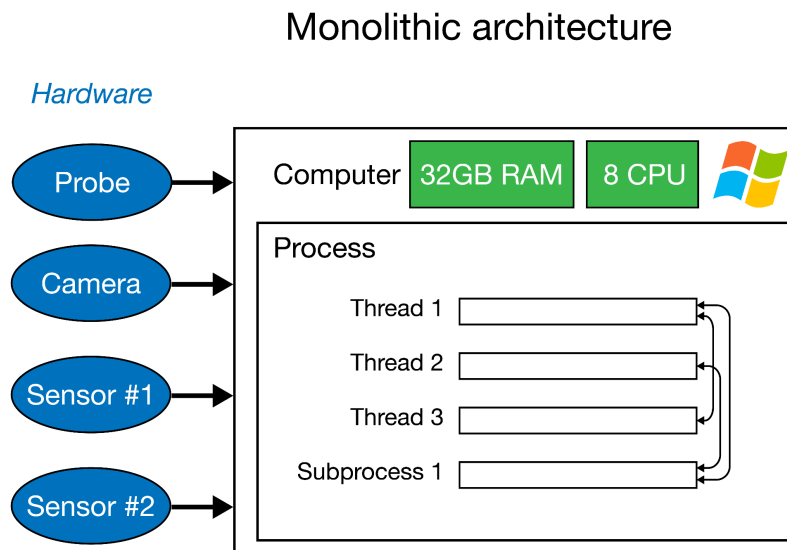 Monolithic architecture
Hardware
Probe
Computer
32GB RAM
8 CPU
Process
Camera
Thread 1
Thread 2
Sensor #1
Thread 3
Subprocess 1
Sensor #2